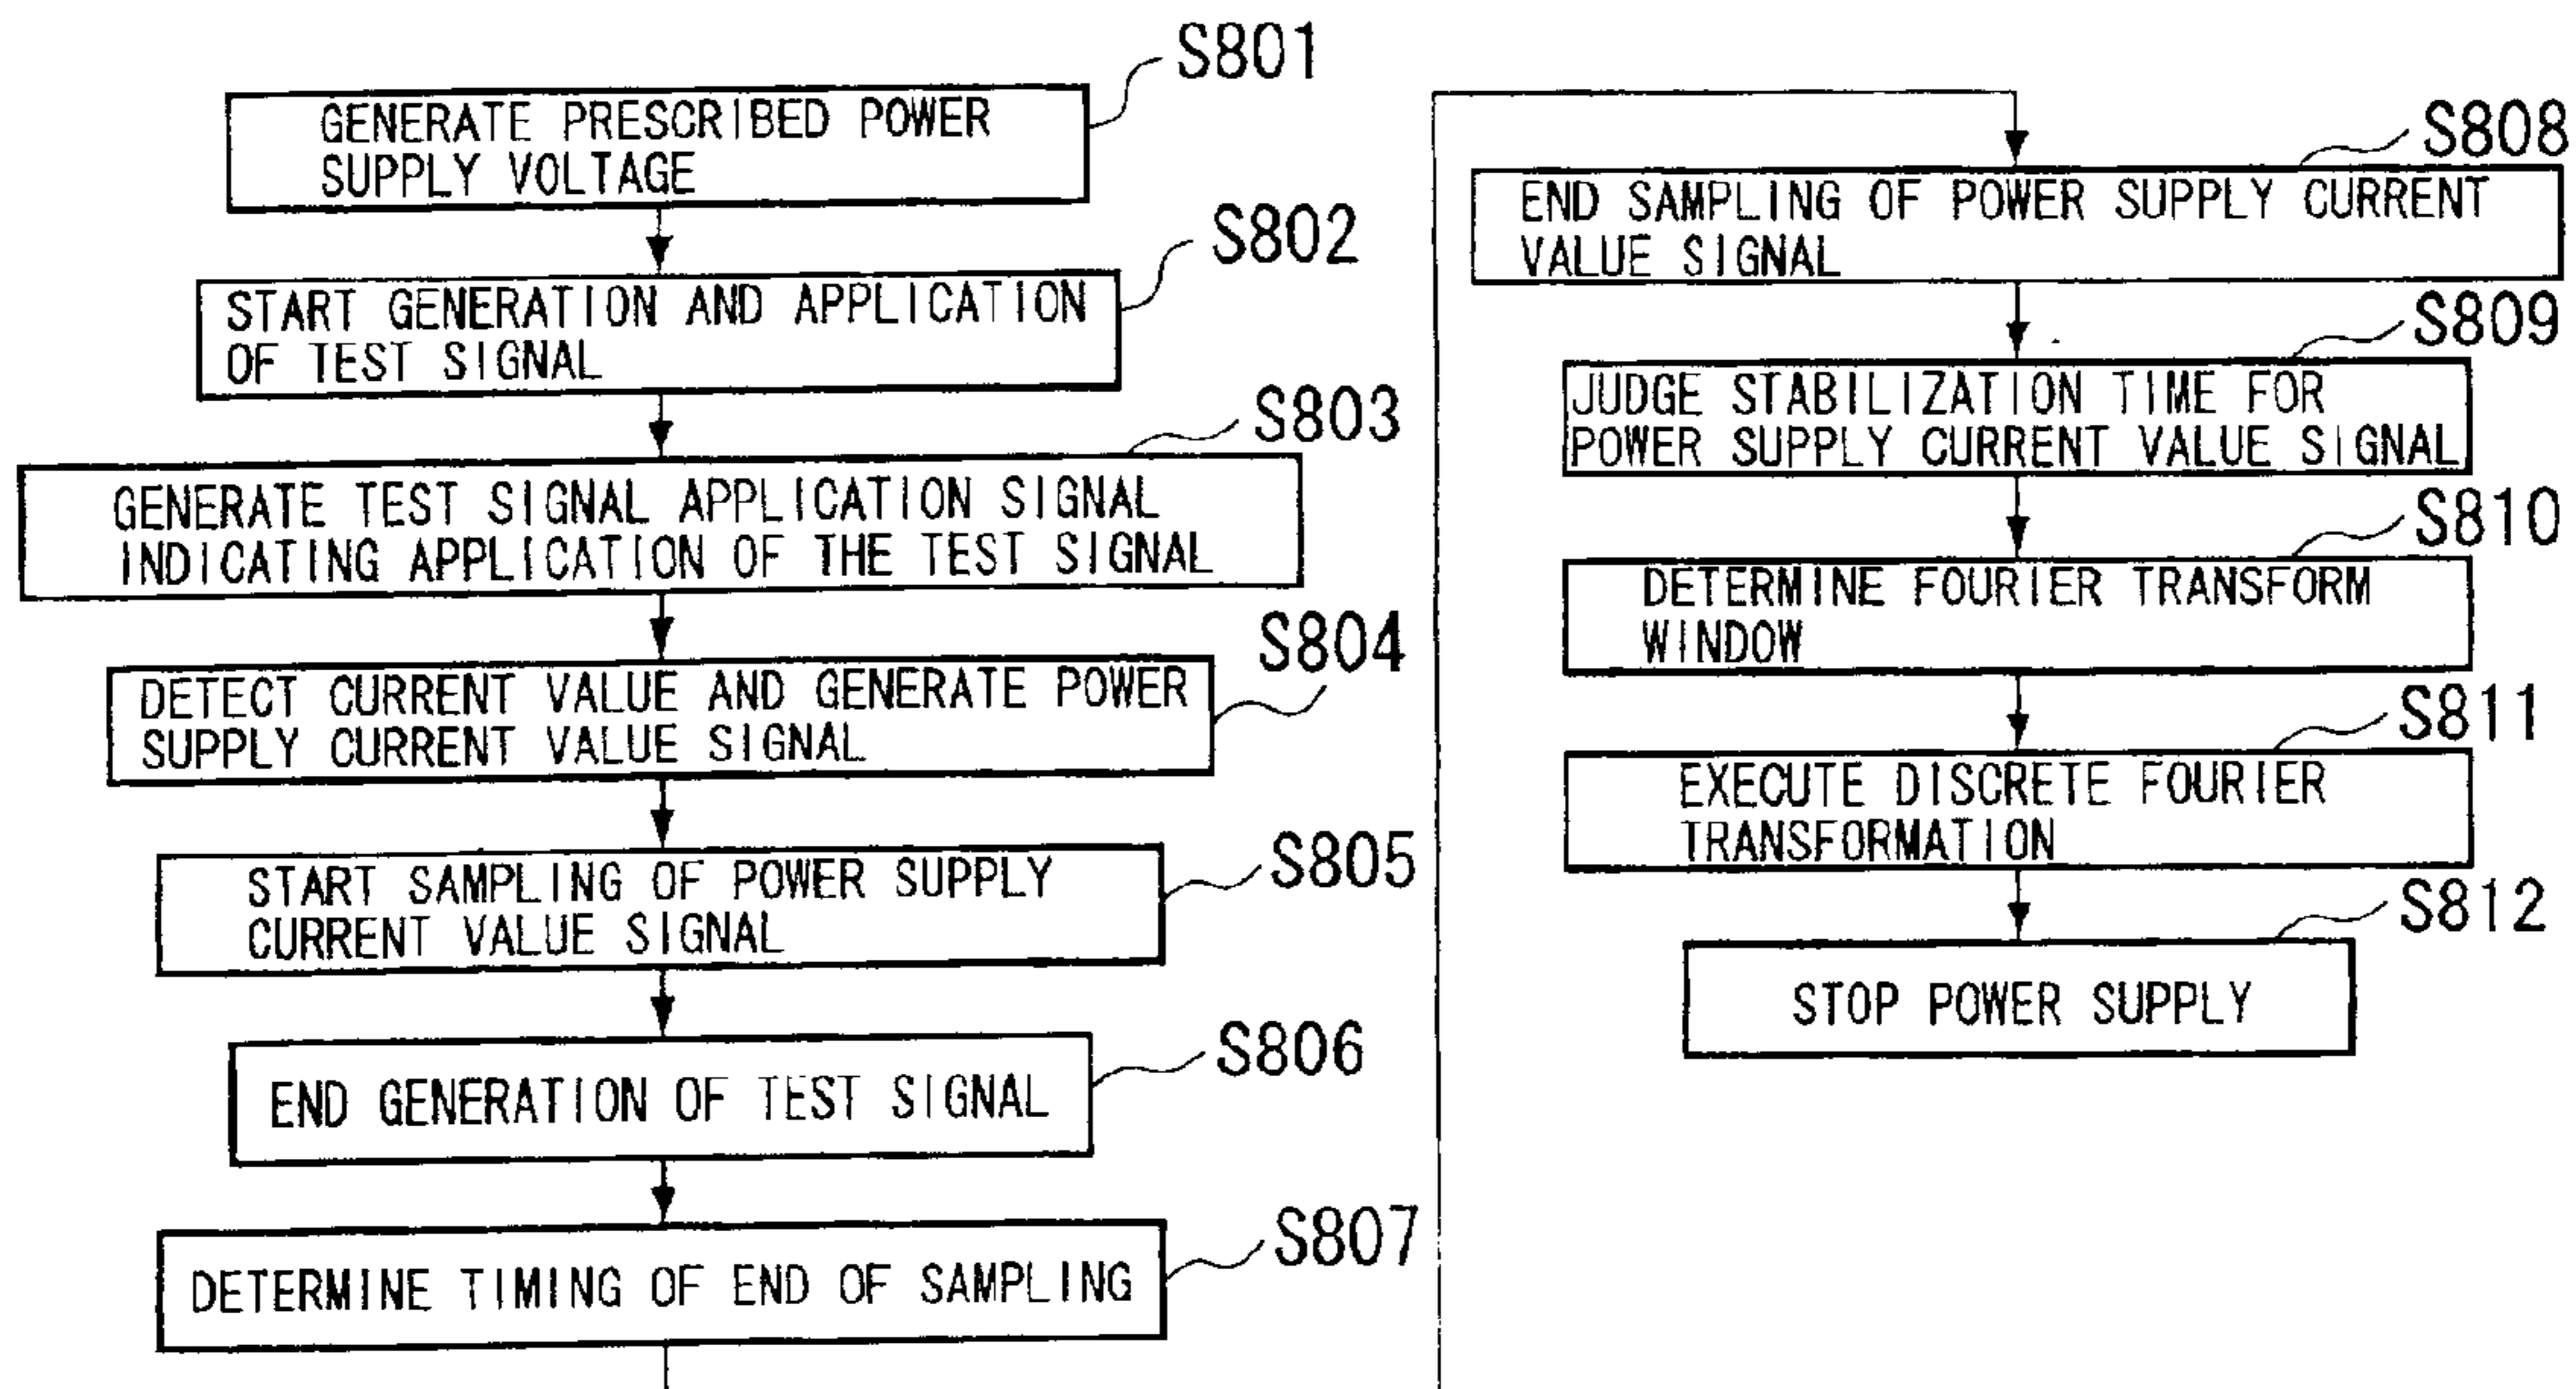 S801
GENERATE PRESCRIBED POWER
SUPPLY VOLTAGE
S802
START GENERATION AND APPLICATION
OF TEST SIGNAL
S803
GENERATE TEST SIGNAL APPLICATION SIGNAL
INDICATING APPLICATION OF THE TEST SIGNAL
S804
DETECT CURRENT VALUE AND GENERATE POWER
SUPPLY CURRENT VALUE SIGNAL
S805
START SAMPLING OF POWER SUPPLY
CURRENT VALUE SIGNAL
S806
END GENERATION OF TEST SIGNAL
S807
DETERMINE TIMING OF END OF SAMPLING
S808
END SAMPLING OF POWER SUPPLY CURRENT
VALUE SIGNAL
S809
JUDGE STABILIZATION TIME FOR
POWER SUPPLY CURRENT VALUE SIGNAL
S810
DETERMINE FOURIER TRANSFORM
WINDOW
S811
EXECUTE DISCRETE FOURIER
TRANSFORMATION
S812
STOP POWER SUPPLY